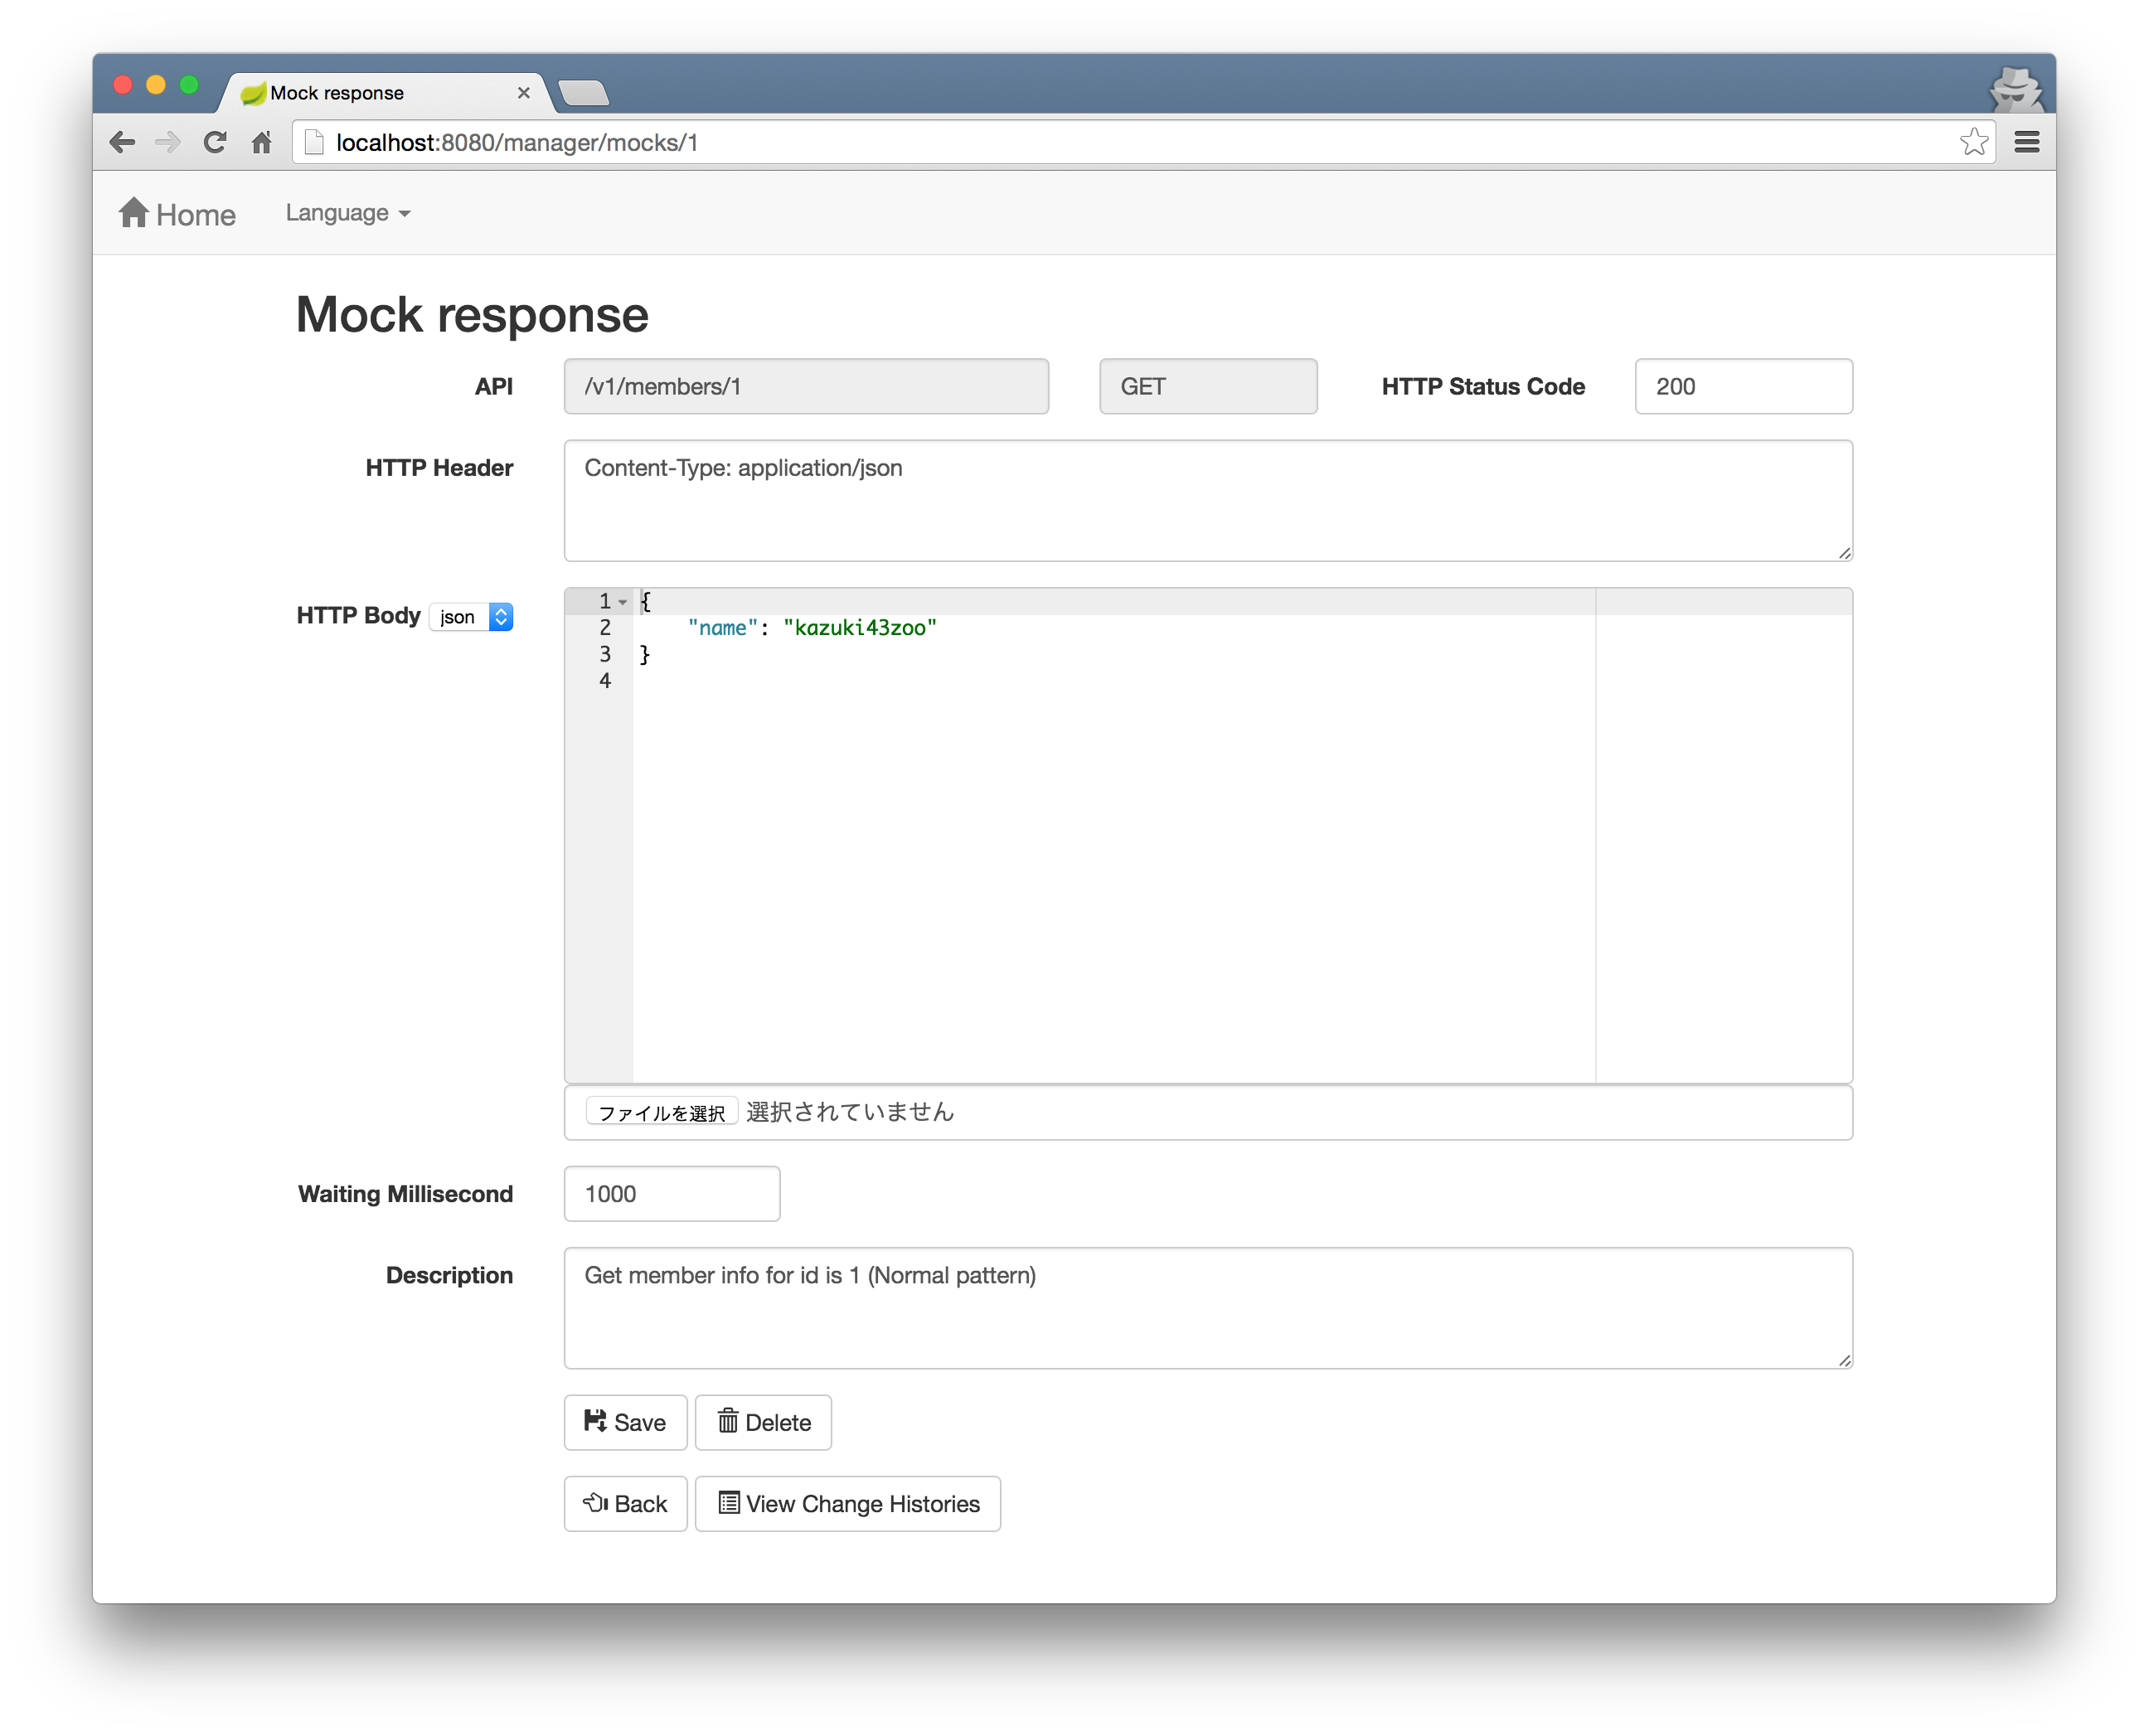 Mock response
localhost:8080/manager/mocks/1
Home Language
Mock response
API /v1/members/1 GET HTTP Status Code 200
HTTP Header Content-Type: application/json
HTTP Body json
1 {
2 "name": "kazuki43zoo"
3 }
4
ファイルを選択 選択されていません
Waiting Millisecond 1000
Description Get member info for id is 1 (Normal pattern)
Save Delete
Back View Change Histories